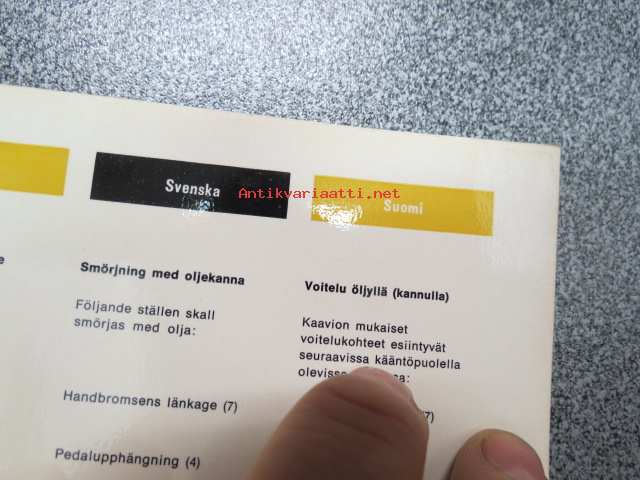 Svenska
Antikvariaatti.net
Suomi
Smörjning med oljekanna
Följande ställen skall
smörjas med olja:
Handbromsens länkage (7)
Pedalupphängning (4)
Voitelu öljyllä (kannulla)
Kaavion mukaiset
voitelukohteet esiintyvät
seuraavissa kääntöpuolella